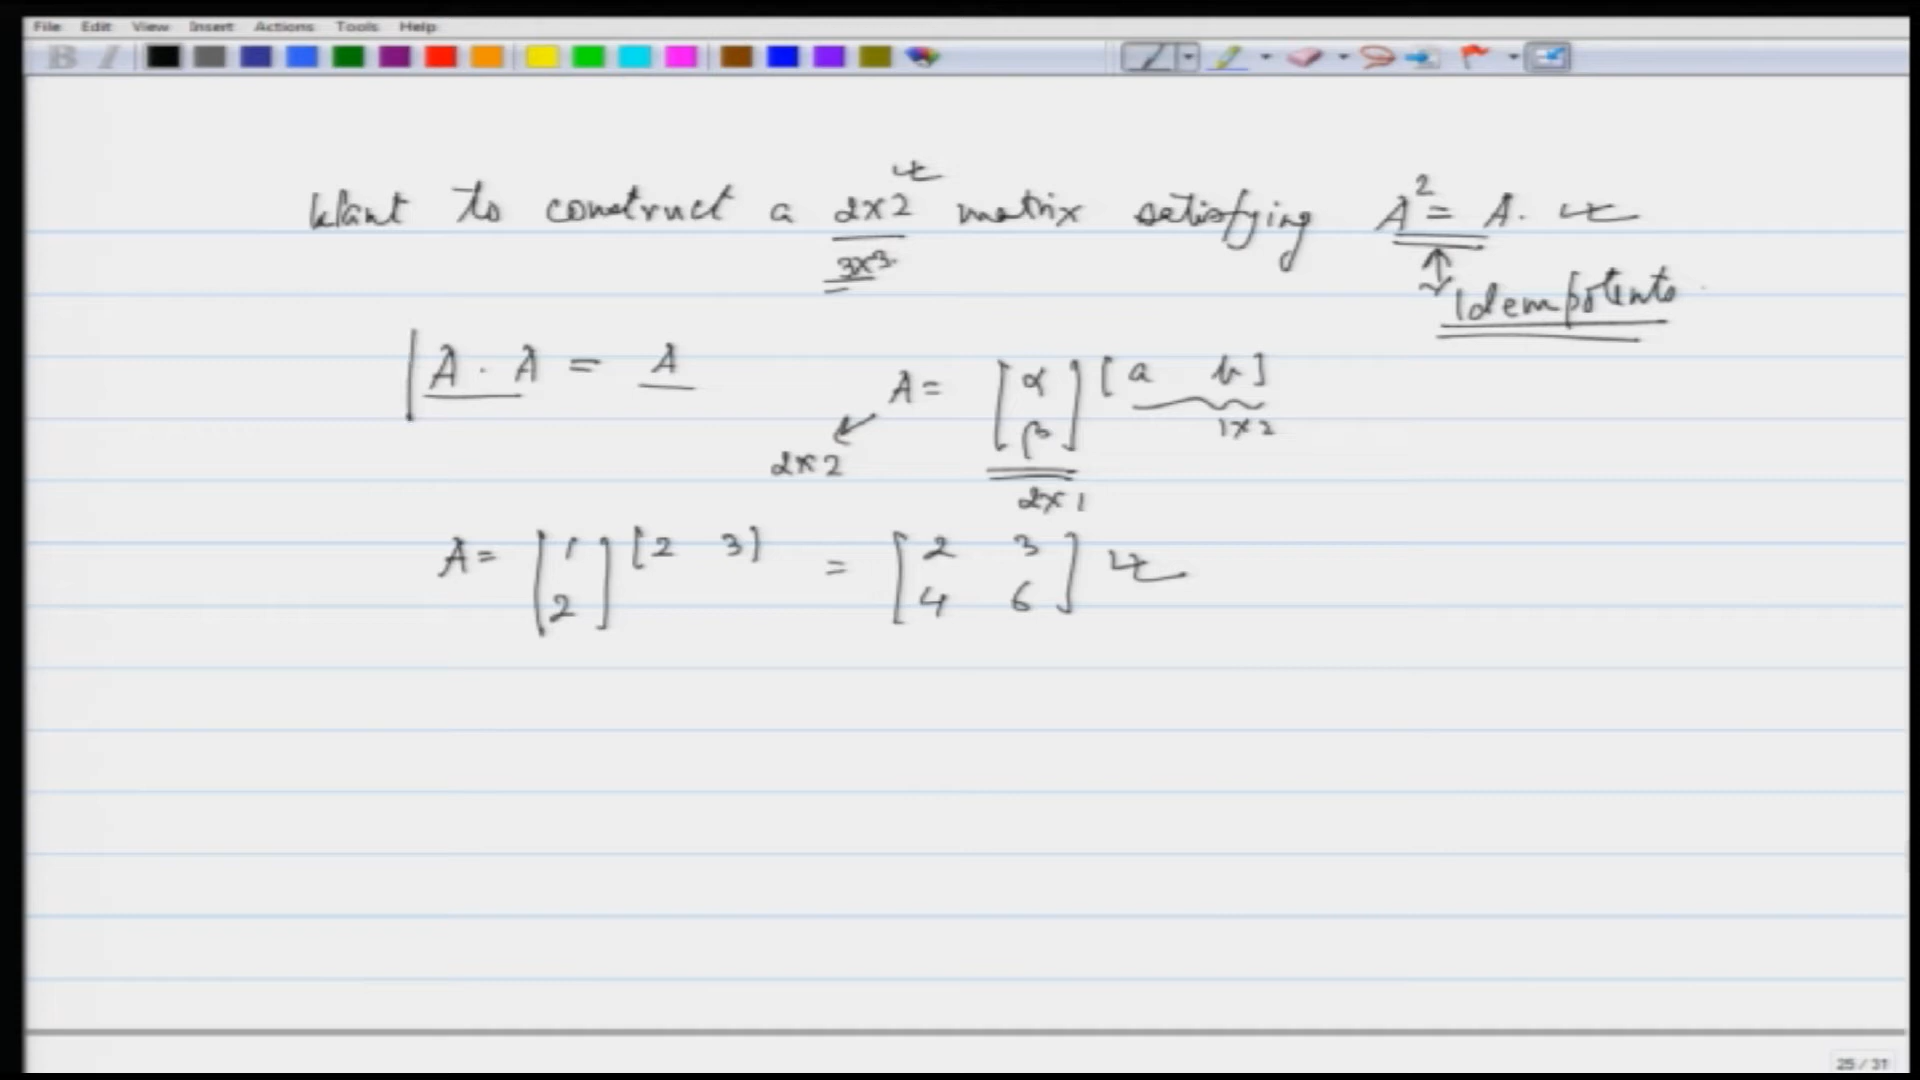 File Edit View Insert Actions Tools Help
B I
Want to construct a 2x2 matrix satisfying A² = A.
3x3.
Idempotents
A . A = A
A = [α β] [a b]
1x2
2x2
2x1
A = [1 2] [2 3] = [2 3 4 6]
25 / 31